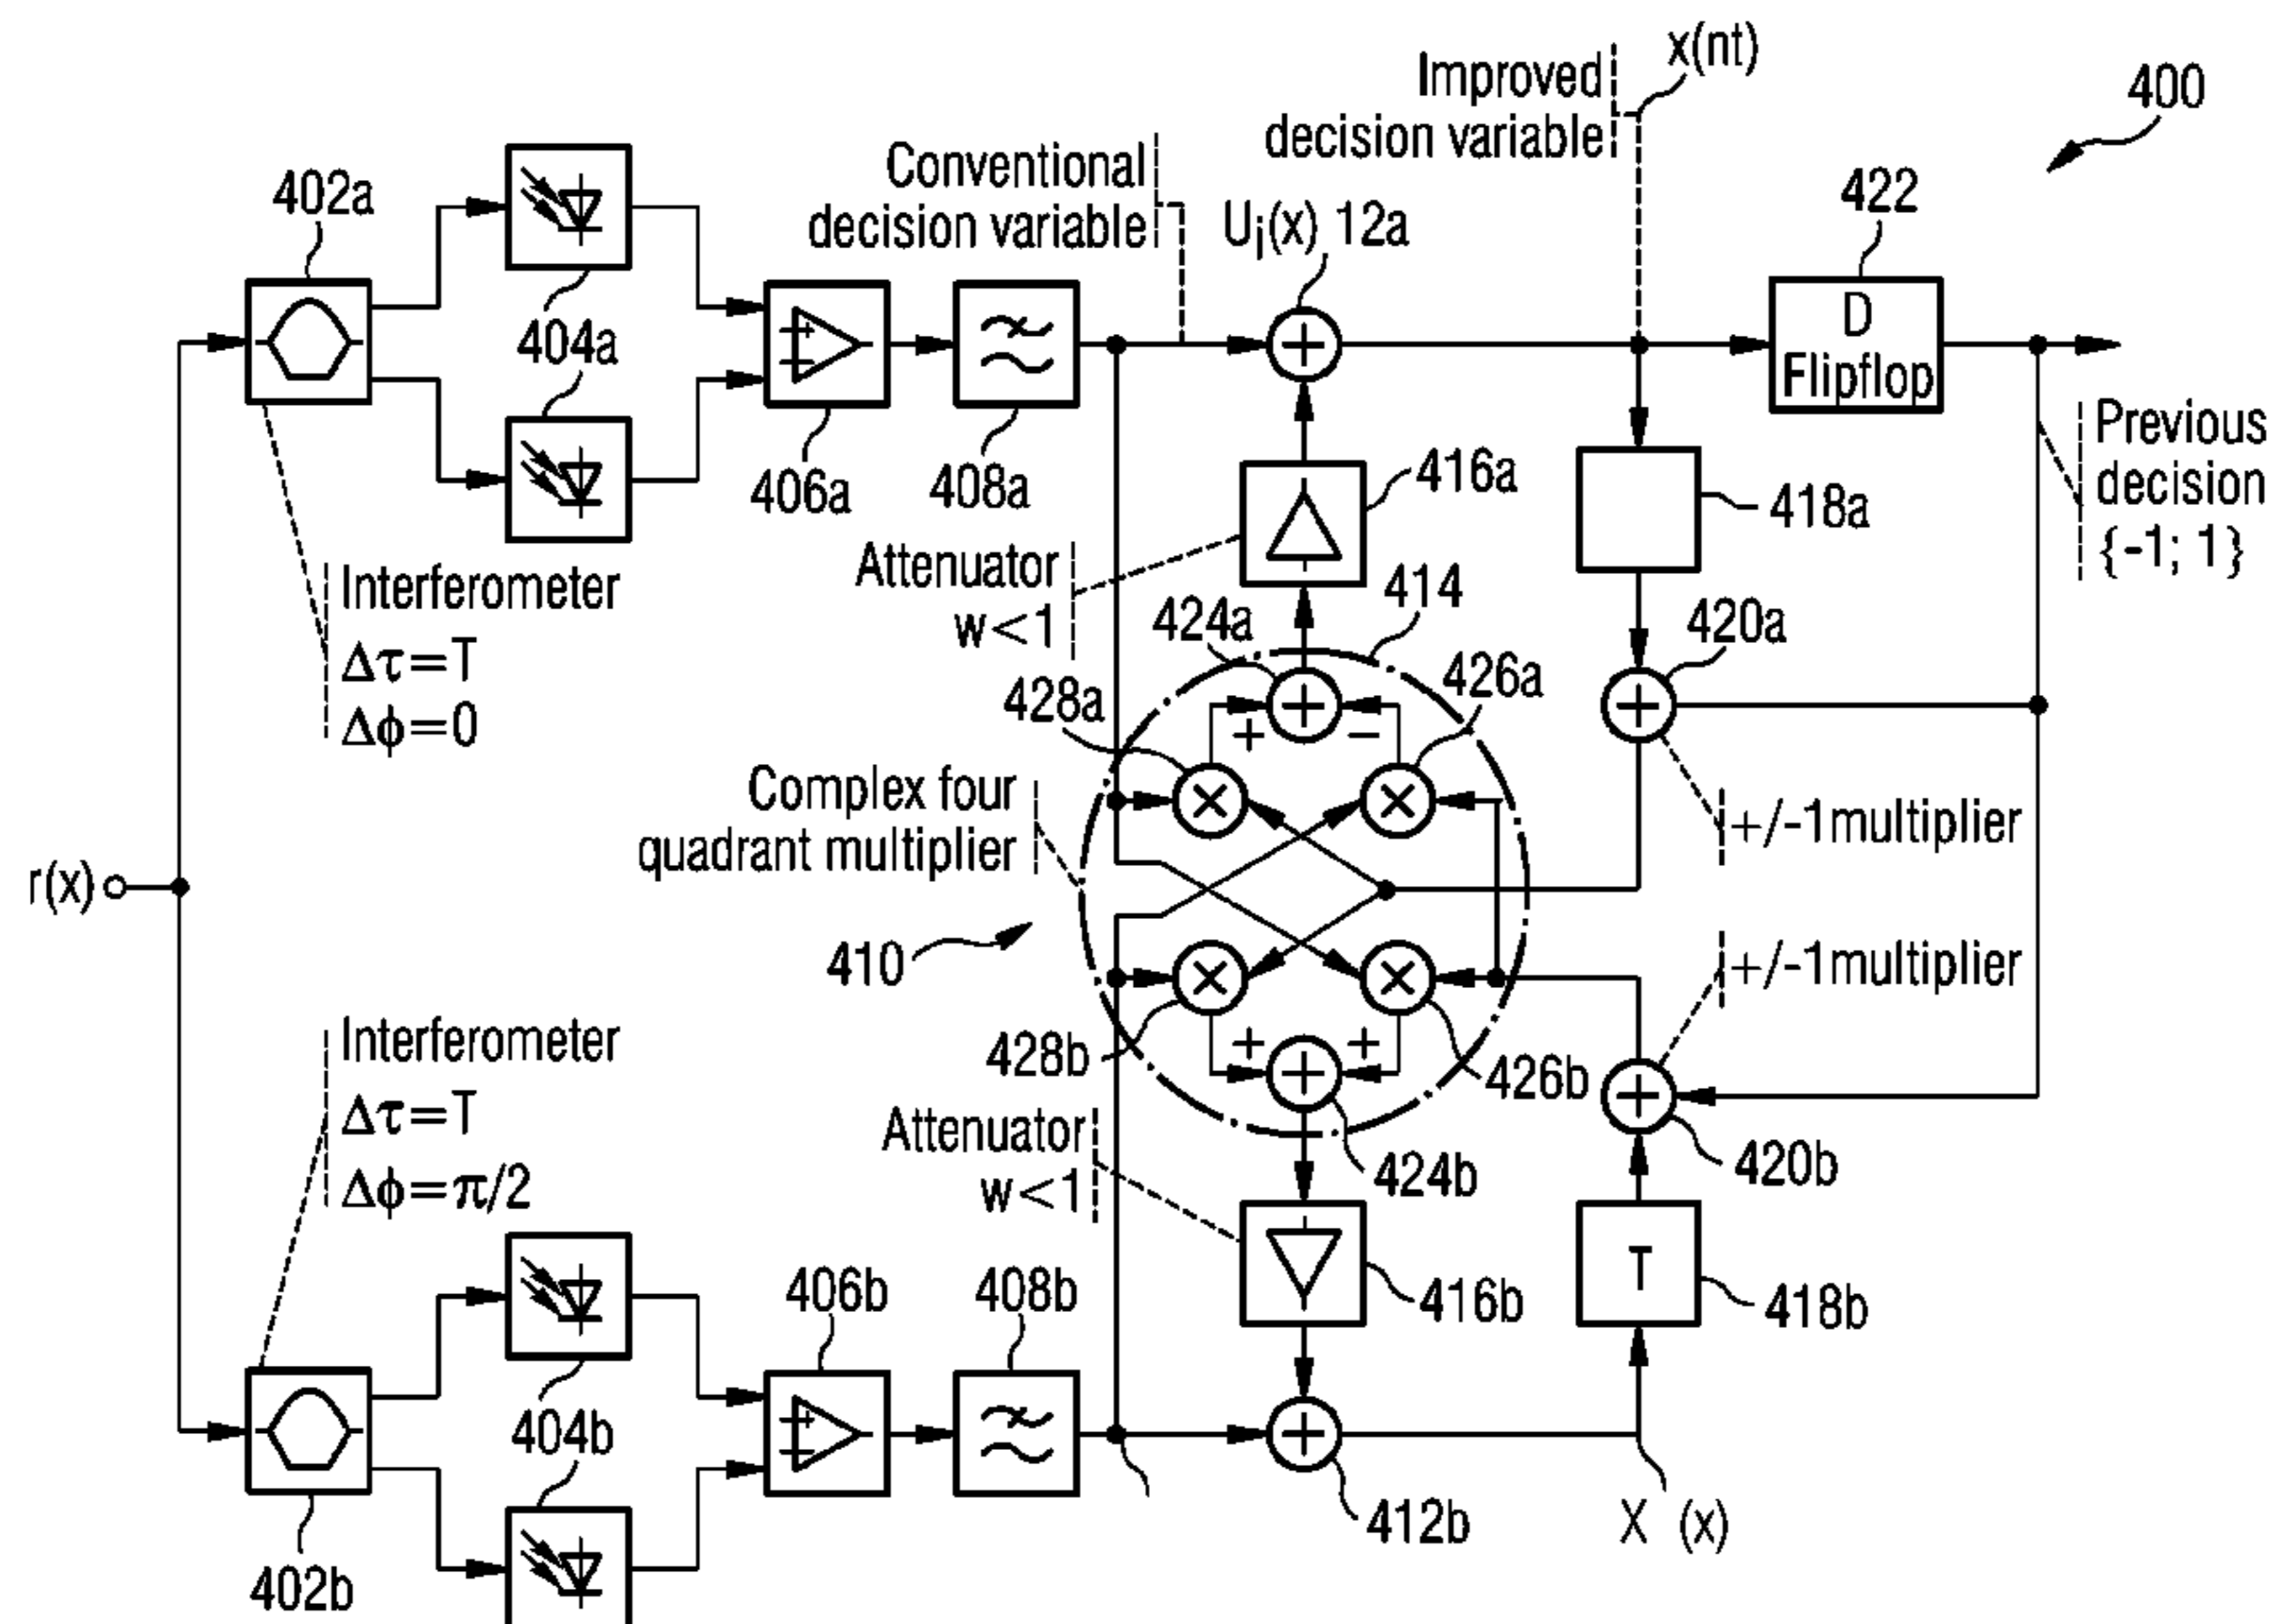 x(nt)
Improved
decision variable
400
Conventional
decision variable
402a
422
U_i(x) 12a
D
Flipflop
404a
Previous
decision
{-1; 1}
406a
408a
416a
418a
Interferometer
Δτ=T
Δϕ=0
Attenuator
w<1
414
424a
420a
428a
426a
+
−
Complex four
quadrant multiplier
+/-1multiplier
r(x)
410
+/-1multiplier
Interferometer
Δτ=T
Δϕ=π/2
428b
+
+
426b
Attenuator
w<1
424b
420b
406b
408b
T
416b
418b
404b
412b
X (x)
402b